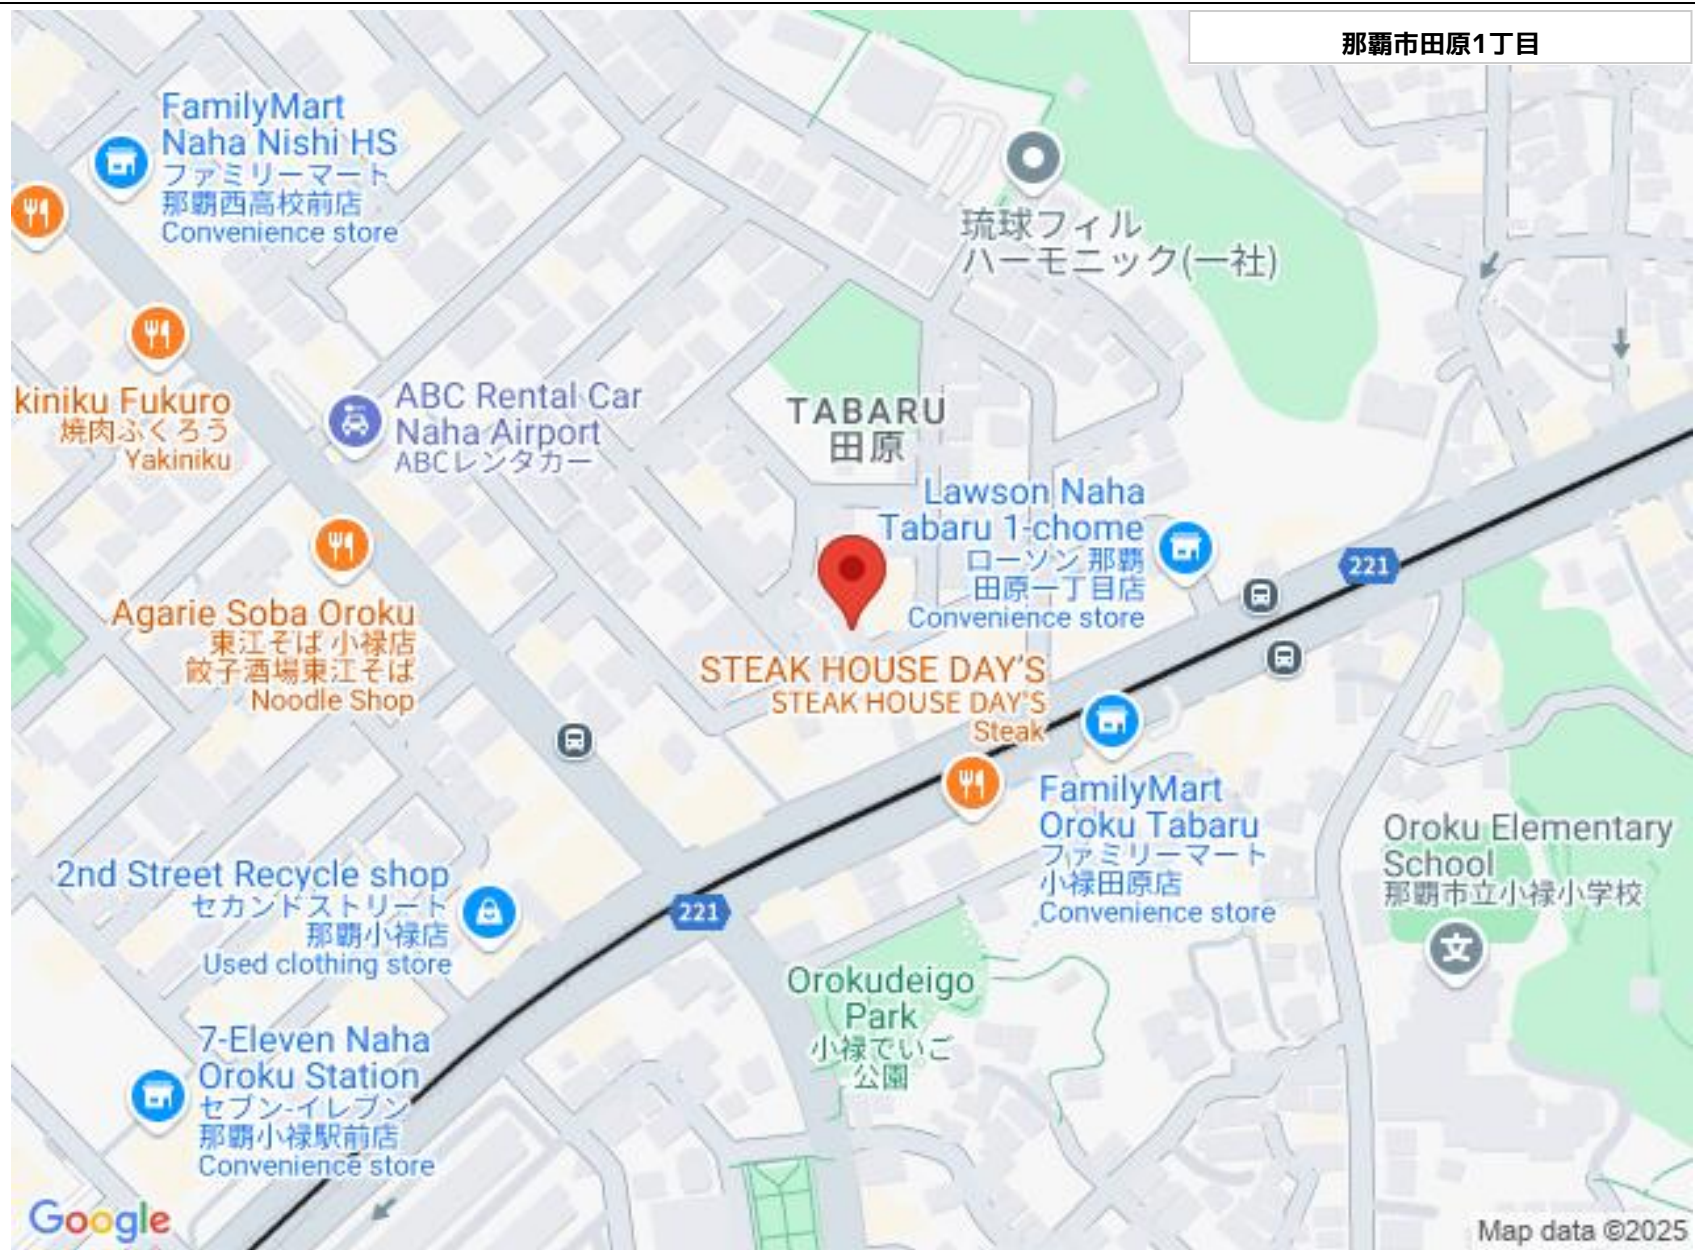 那覇市田原1丁目
FamilyMart
Naha Nishi HS
ファミリーマート
那覇西高校前店
Convenience store
琉球フィル
ハーモニック(一社)
kiniku Fukuro
焼肉ふくろう
Yakiniku
ABC Rental Car
Naha Airport
ABCレンタカー
TABARU
田原
Lawson Naha
Tabaru 1-chome
ローソン 那覇
田原一丁目店
Convenience store
221
Agarie Soba Oroku
東江そば 小禄店
餃子酒場東江そば
Noodle Shop
STEAK HOUSE DAY'S
STEAK HOUSE DAY'S
Steak
FamilyMart
Oroku Tabaru
ファミリーマート
小禄田原店
Convenience store
Oroku Elementary
School
那覇市立小禄小学校
文
2nd Street Recycle shop
セカンドストリート
那覇小禄店
Used clothing store
221
Orokudeigo
Park
小禄でいご
公園
7-Eleven Naha
Oroku Station
セブン-イレブン
那覇小禄駅前店
Convenience store
Google
Map data ©2025